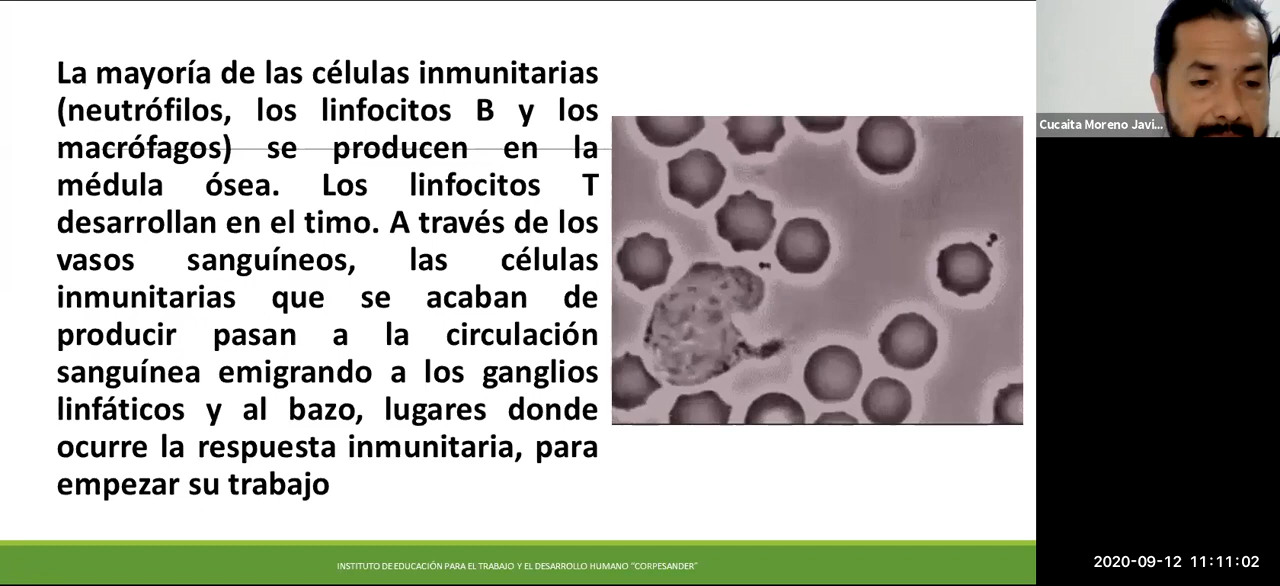 La mayoría de las células inmunitarias
(neutrófilos, los linfocitos B y los
macrófagos) se producen en la
médula ósea. Los linfocitos T
desarrollan en el timo. A través de los
vasos sanguíneos, las células
inmunitarias que se acaban de
producir pasan a la circulación
sanguínea emigrando a los ganglios
linfáticos y al bazo, lugares donde
ocurre la respuesta inmunitaria, para
empezar su trabajo
Cucaita Moreno Javi...
INSTITUTO DE EDUCACIÓN PARA EL TRABAJO Y EL DESARROLLO HUMANO "CORPESANDER"
2020-09-12 11:11:02